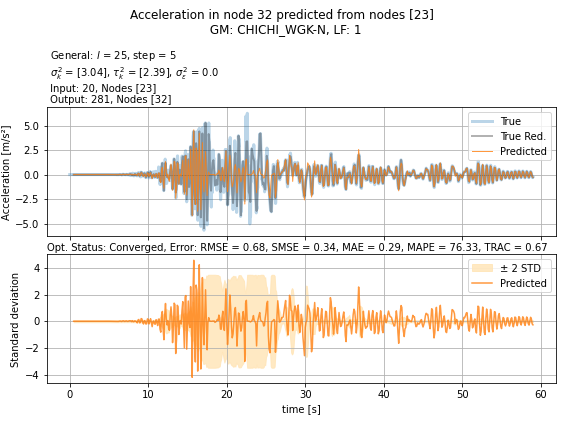 Acceleration in node 32 predicted from nodes [23]
GM: CHICHI_WGK-N, LF: 1
General: l = 25, step = 5
σ²ₖ = [3.04], τ²ₖ = [2.39], σ²ε = 0.0
Input: 20, Nodes [23]
Output: 281, Nodes [32]
Acceleration [m/s²]
5.0
2.5
0.0
−2.5
−5.0
True
True Red.
Predicted
Opt. Status: Converged, Error: RMSE = 0.68, SMSE = 0.34, MAE = 0.29, MAPE = 76.33, TRAC = 0.67
Standard deviation
4
2
0
−2
−4
± 2 STD
Predicted
0 10 20 30 40 50 60
time [s]